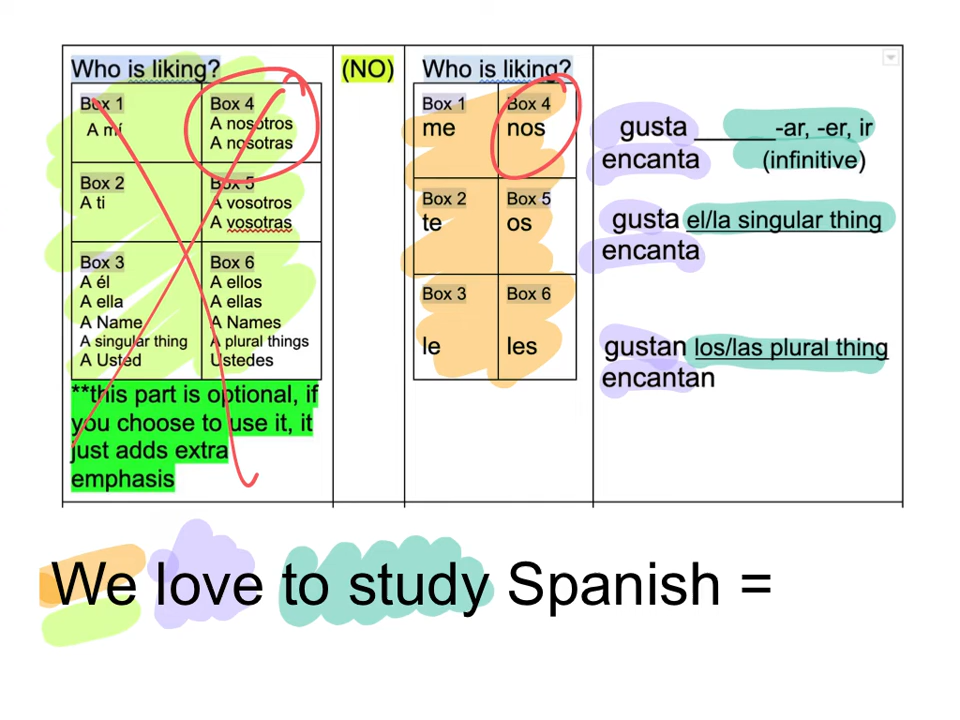 Who is liking?
Box 1
A mí
Box 4
A nosotros
A nosotras
Box 2
A ti
Box 5
A vosotros
A vosotras
Box 3
A él
A ella
A Name
A singular thing
A Usted
Box 6
A ellos
A ellas
A Names
A plural things
Ustedes
**this part is optional, if
you choose to use it, it
just adds extra
emphasis
(NO)
Who is liking?
Box 1
me
Box 4
nos
Box 2
te
Box 5
os
Box 3
le
Box 6
les
gusta ______-ar, -er, ir
encanta (infinitive)
gusta el/la singular thing
encanta
gustan los/las plural thing
encantan
We love to study Spanish =